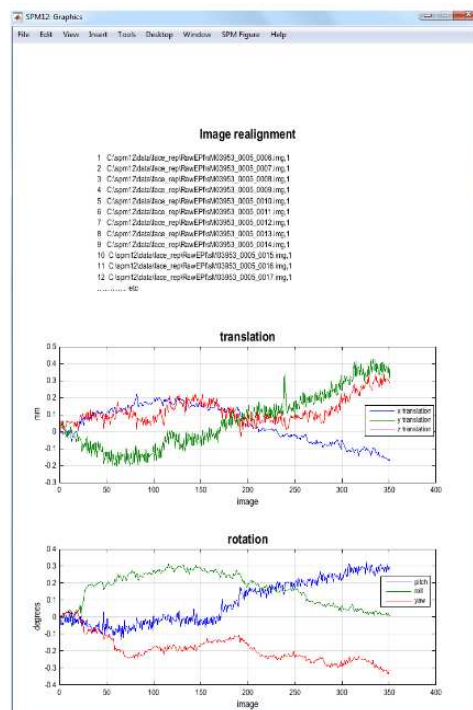 SPM12: Graphics
File Edit View Insert Tools Desktop Window SPM Figure Help
Image realignment
1 C:\spm12\data\face_rep\RawEPI\sM03953_0005_0006.img,1
2 C:\spm12\data\face_rep\RawEPI\sM03953_0005_0007.img,1
3 C:\spm12\data\face_rep\RawEPI\sM03953_0005_0008.img,1
4 C:\spm12\data\face_rep\RawEPI\sM03953_0005_0009.img,1
5 C:\spm12\data\face_rep\RawEPI\sM03953_0005_0010.img,1
6 C:\spm12\data\face_rep\RawEPI\sM03953_0005_0011.img,1
7 C:\spm12\data\face_rep\RawEPI\sM03953_0005_0012.img,1
8 C:\spm12\data\face_rep\RawEPI\sM03953_0005_0013.img,1
9 C:\spm12\data\face_rep\RawEPI\sM03953_0005_0014.img,1
10 C:\spm12\data\face_rep\RawEPI\sM03953_0005_0015.img,1
11 C:\spm12\data\face_rep\RawEPI\sM03953_0005_0016.img,1
12 C:\spm12\data\face_rep\RawEPI\sM03953_0005_0017.img,1
............ etc
translation
0.5
0.4
0.3
0.2
0.1
0
-0.1
-0.2
-0.3
mm
x translation
y translation
z translation
0 50 100 150 200 250 300 350 400
image
rotation
0.4
0.3
0.2
0.1
0
-0.1
-0.2
-0.3
-0.4
degrees
pitch
roll
yaw
0 50 100 150 200 250 300 350 400
image